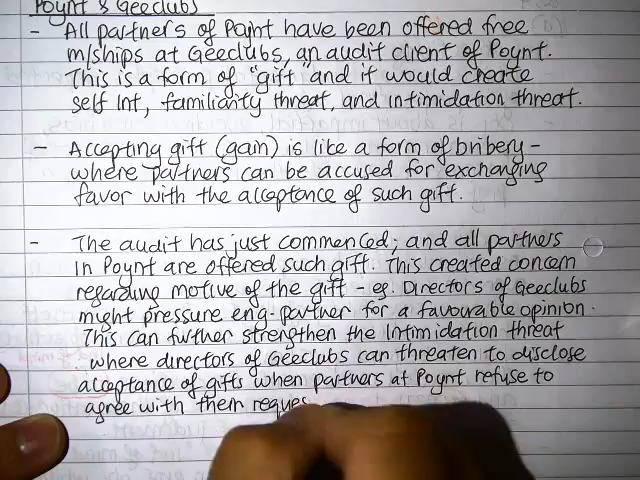 Poynt & Geeclubs
- All partners of Poynt have been offered free
m/ships at Geeclubs, an audit client of Poynt.
This is a form of "gift" and it would create
self Int, familiarity threat, and intimidation threat.
- Accepting gift (gain) is like a form of bribery -
where partners can be accused for exchanging
favor with the acceptance of such gift.
- The audit has just commenced; and all partners
in Poynt are offered such gift. This created concern
regarding motive of the gift - eg. Directors of Geeclubs
might pressure eng-partner for a favourable opinion.
This can further strengthen the Intimidation threat
where directors of Geeclubs can threaten to disclose
acceptance of gifts when partners at Poynt refuse to
agree with them reques